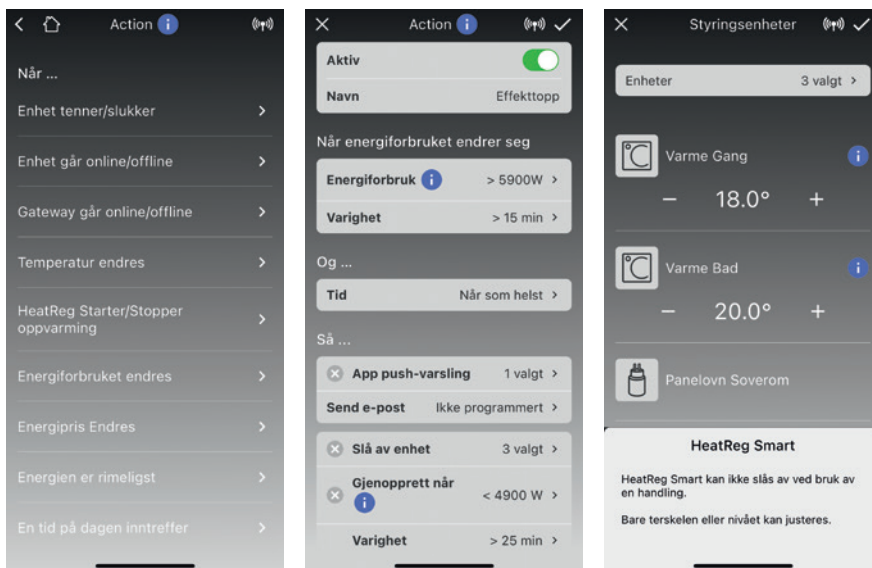 Action
Når ...
Enhet tenner/slukker
Enhet går online/offline
Gateway går online/offline
Temperatur endres
HeatReg Starter/Stopper
oppvarming
Energiforbruket endres
Energipris Endres
Energien er rimeligst
En tid på dagen inntreffer
Action
Aktiv
Navn Effekttopp
Når energiforbruket endrer seg
Energiforbruk > 5900W
Varighet > 15 min
Og ...
Tid Når som helst
Så ...
App push-varsling 1 valgt
Send e-post Ikke programmert
Slå av enhet 3 valgt
Gjenopprett når < 4900 W
Varighet > 25 min
Styringsenheter
Enheter 3 valgt
°C Varme Gang
− 18.0° +
°C Varme Bad
− 20.0° +
Panelovn Soverom
HeatReg Smart
HeatReg Smart kan ikke slås av ved bruk av
en handling.
Bare terskelen eller nivået kan justeres.